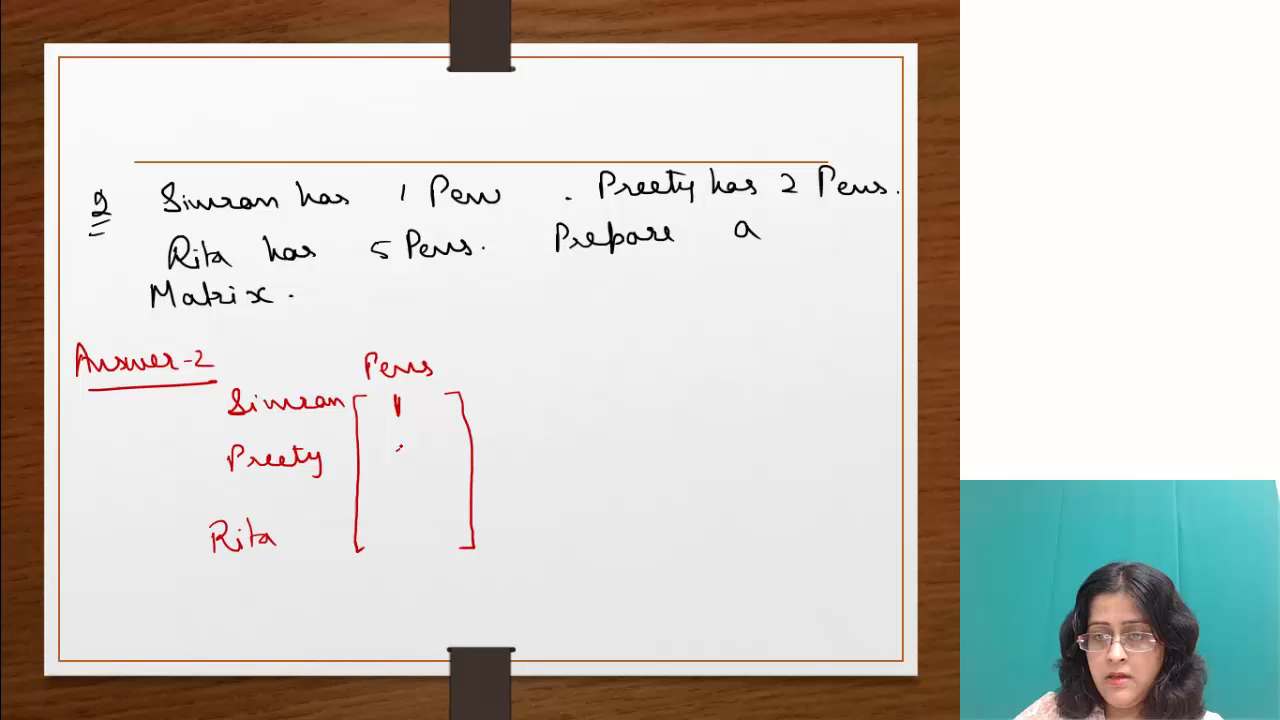 2 Simran has 1 Pen . Preety has 2 Pens.
Rita has 5 Pens. Prepare a
Matrix.
Answer-2
Pens
Simran [ 1 ]
Preety
Rita